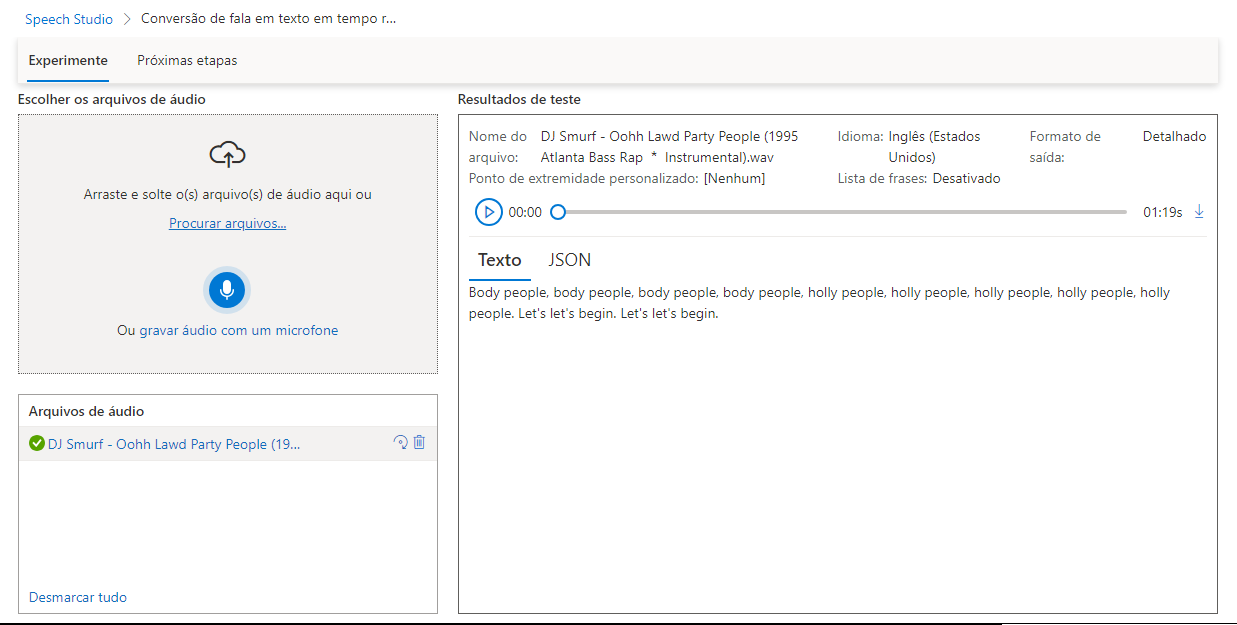 Speech Studio > Conversão de fala em texto em tempo r...
Experimente Próximas etapas
Escolher os arquivos de áudio
Arraste e solte o(s) arquivo(s) de áudio aqui ou
Procurar arquivos...
Ou gravar áudio com um microfone
Arquivos de áudio
DJ Smurf - Oohh Lawd Party People (19...
Desmarcar tudo
Resultados de teste
Nome do arquivo: DJ Smurf - Oohh Lawd Party People (1995
Atlanta Bass Rap * Instrumental).wav
Idioma: Inglês (Estados
Unidos)
Formato de
saída: Detalhado
Ponto de extremidade personalizado: [Nenhum]
Lista de frases: Desativado
00:00 01:19s
Texto JSON
Body people, body people, body people, body people, holly people, holly people, holly people, holly people, holly
people. Let's let's begin. Let's let's begin.